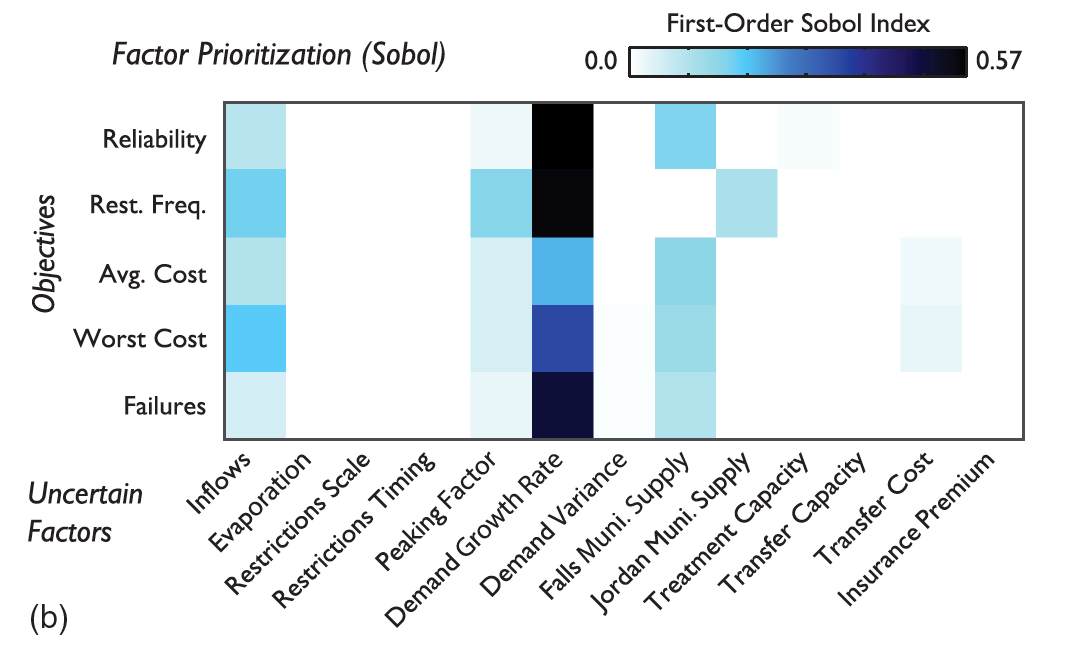 First-Order Sobol Index
Factor Prioritization (Sobol)
0.0
0.57
Objectives
Reliability
Rest. Freq.
Avg. Cost
Worst Cost
Failures
Uncertain
Factors
Inflows
Evaporation
Restrictions Scale
Restrictions Timing
Peaking Factor
Demand Growth Rate
Demand Variance
Falls Muni. Supply
Jordan Muni. Supply
Treatment Capacity
Transfer Capacity
Transfer Cost
Insurance Premium
(b)